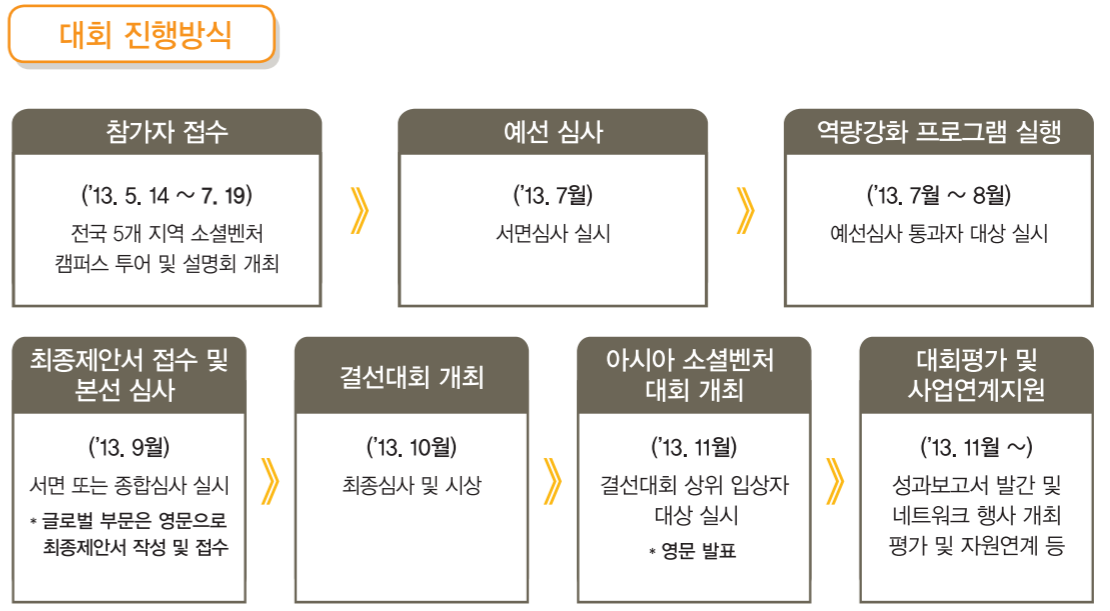 대회 진행방식
참가자 접수
('13. 5. 14 ~ 7. 19)
전국 5개 지역 소셜벤처
캠퍼스 투어 및 설명회 개최
》
예선 심사
('13. 7월)
서면심사 실시
》
역량강화 프로그램 실행
('13. 7월 ~ 8월)
예선심사 통과자 대상 실시
최종제안서 접수 및
본선 심사
('13. 9월)
서면 또는 종합심사 실시
* 글로벌 부문은 영문으로
최종제안서 작성 및 접수
》
결선대회 개최
('13. 10월)
최종심사 및 시상
》
아시아 소셜벤처
대회 개최
('13. 11월)
결선대회 상위 입상자
대상 실시
* 영문 발표
》
대회평가 및
사업연계지원
('13. 11월 ~)
성과보고서 발간 및
네트워크 행사 개최
평가 및 자원연계 등